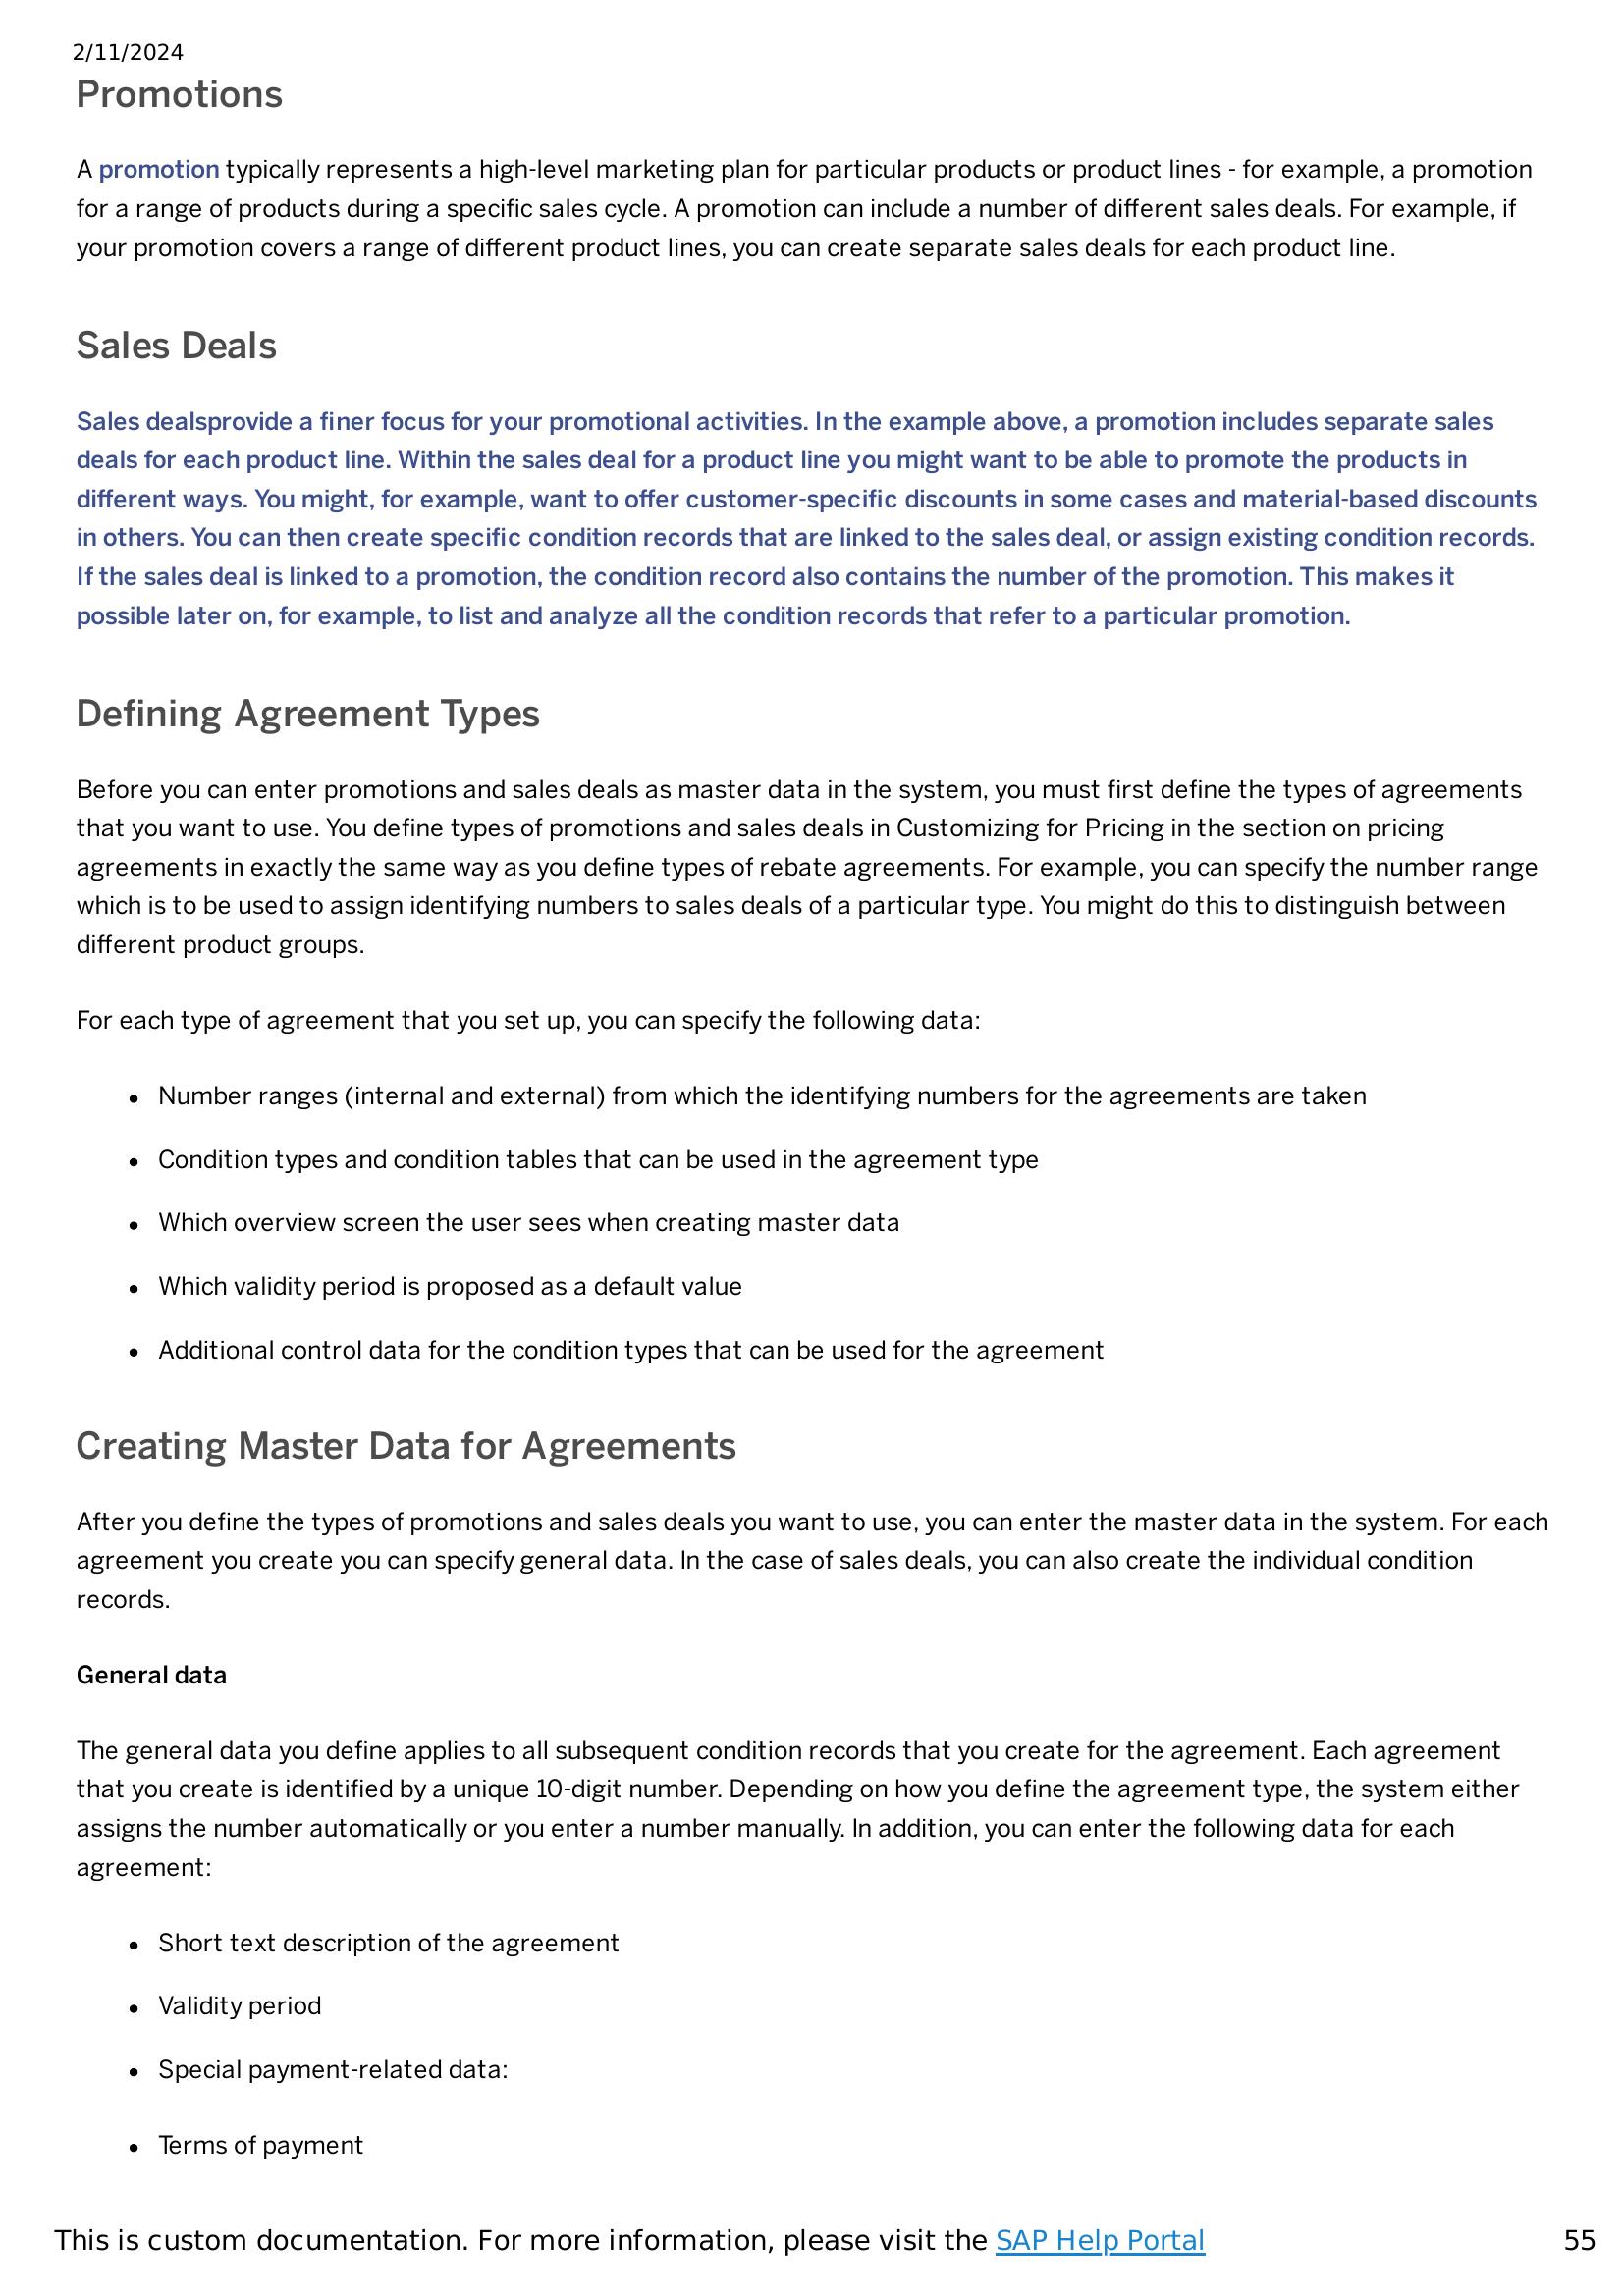 2/11/2024
Promotions
A promotion typically represents a high-level marketing plan for particular products or product lines - for example, a promotion
for a range of products during a specific sales cycle. A promotion can include a number of different sales deals. For example, if
your promotion covers a range of different product lines, you can create separate sales deals for each product line.
Sales Deals
Sales dealsprovide a finer focus for your promotional activities. In the example above, a promotion includes separate sales
deals for each product line. Within the sales deal for a product line you might want to be able to promote the products in
different ways. You might, for example, want to offer customer-specific discounts in some cases and material-based discounts
in others. You can then create specific condition records that are linked to the sales deal, or assign existing condition records.
If the sales deal is linked to a promotion, the condition record also contains the number of the promotion. This makes it
possible later on, for example, to list and analyze all the condition records that refer to a particular promotion.
Defining Agreement Types
Before you can enter promotions and sales deals as master data in the system, you must first define the types of agreements
that you want to use. You define types of promotions and sales deals in Customizing for Pricing in the section on pricing
agreements in exactly the same way as you define types of rebate agreements. For example, you can specify the number range
which is to be used to assign identifying numbers to sales deals of a particular type. You might do this to distinguish between
different product groups.
For each type of agreement that you set up, you can specify the following data:
• Number ranges (internal and external) from which the identifying numbers for the agreements are taken
• Condition types and condition tables that can be used in the agreement type
• Which overview screen the user sees when creating master data
• Which validity period is proposed as a default value
• Additional control data for the condition types that can be used for the agreement
Creating Master Data for Agreements
After you define the types of promotions and sales deals you want to use, you can enter the master data in the system. For each
agreement you create you can specify general data. In the case of sales deals, you can also create the individual condition
records.
General data
The general data you define applies to all subsequent condition records that you create for the agreement. Each agreement
that you create is identified by a unique 10-digit number. Depending on how you define the agreement type, the system either
assigns the number automatically or you enter a number manually. In addition, you can enter the following data for each
agreement:
• Short text description of the agreement
• Validity period
• Special payment-related data:
• Terms of payment
This is custom documentation. For more information, please visit the SAP Help Portal 55